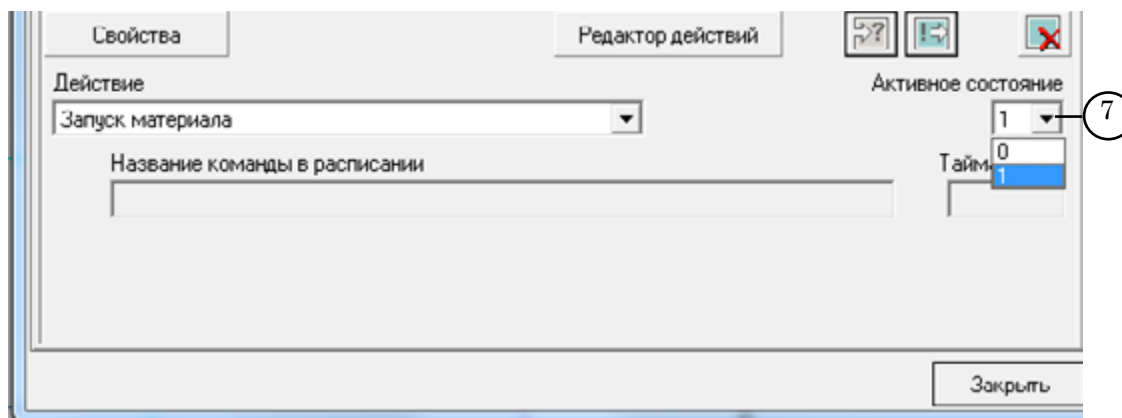 Свойства
Редактор действий
?
!
Действие
Активное состояние
Запуск материала
1
7
0
1
Название команды в расписании
Закрыть